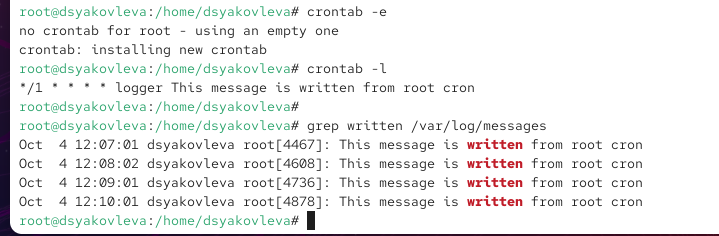 root@dsyakovleva:/home/dsyakovleva# crontab -e
no crontab for root - using an empty one
crontab: installing new crontab
root@dsyakovleva:/home/dsyakovleva# crontab -l
*/1 * * * * logger This message is written from root cron
root@dsyakovleva:/home/dsyakovleva#
root@dsyakovleva:/home/dsyakovleva# grep written /var/log/messages
Oct  4 12:07:01 dsyakovleva root[4467]: This message is written from root cron
Oct  4 12:08:02 dsyakovleva root[4608]: This message is written from root cron
Oct  4 12:09:01 dsyakovleva root[4736]: This message is written from root cron
Oct  4 12:10:01 dsyakovleva root[4878]: This message is written from root cron
root@dsyakovleva:/home/dsyakovleva#